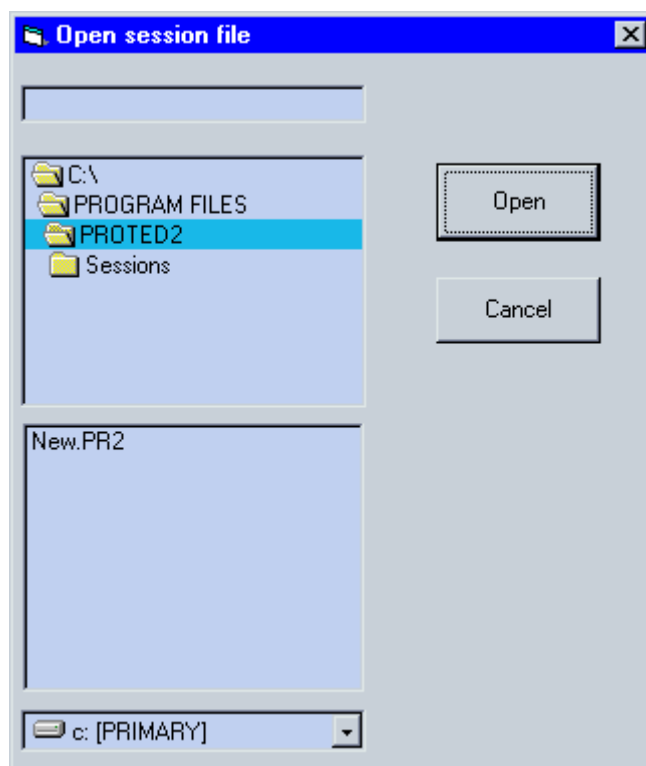 Open session file
C:\
PROGRAM FILES
PROTED2
Sessions
Open
Cancel
New.PR2
c: [PRIMARY]